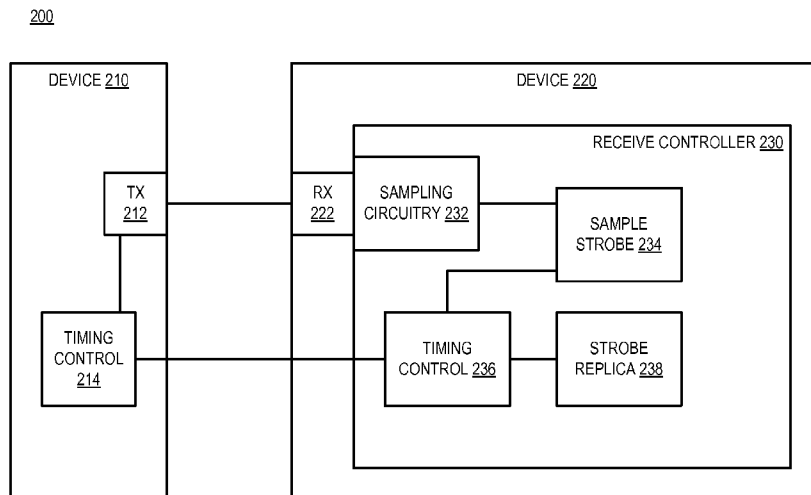 200
DEVICE 210
DEVICE 220
RECEIVE CONTROLLER 230
TX
212
RX
222
SAMPLING
CIRCUITRY 232
SAMPLE
STROBE 234
TIMING
CONTROL
214
TIMING
CONTROL 236
STROBE
REPLICA 238